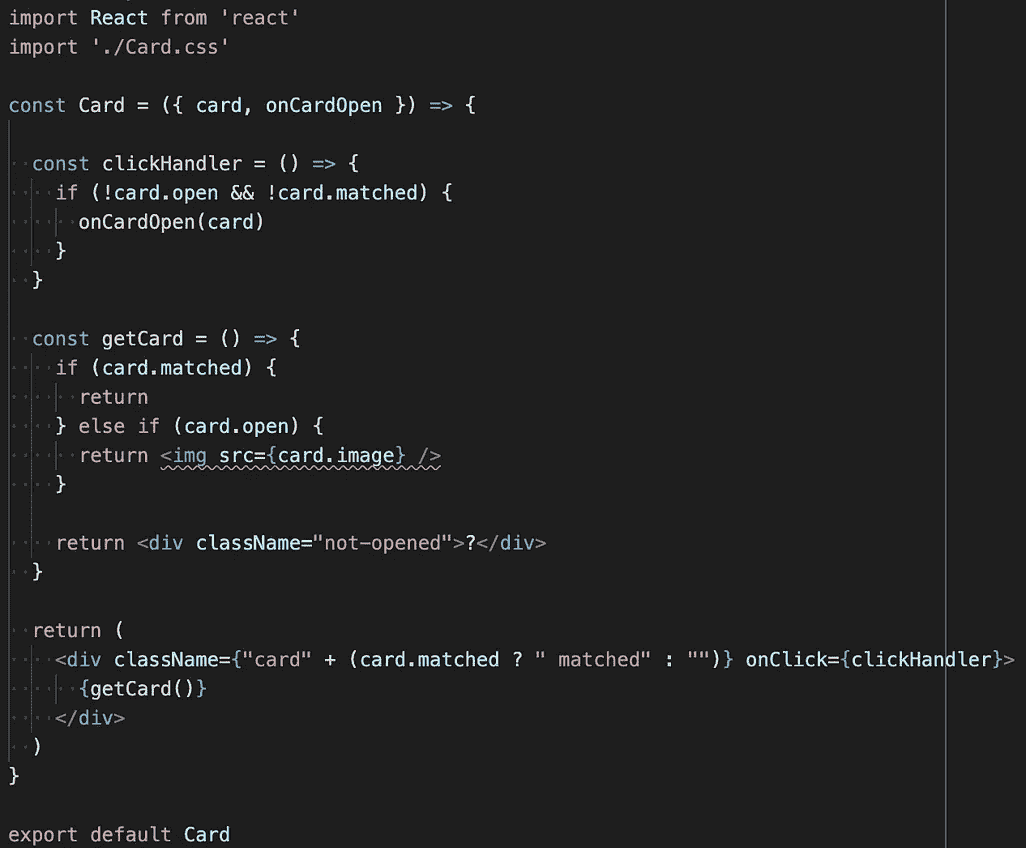 import React from 'react'
import './Card.css'
const Card = ({ card, onCardOpen }) => {
const clickHandler = () => {
if (!card.open && !card.matched) {
onCardOpen(card)
}
}
const getCard = () => {
if (card.matched) {
return
} else if (card.open) {
return <img src={card.image} />
}
return <div className="not-opened">?</div>
}
return (
<div className={"card" + (card.matched ? " matched" : "")} onClick={clickHandler}>
{getCard()}
</div>
)
}
export default Card